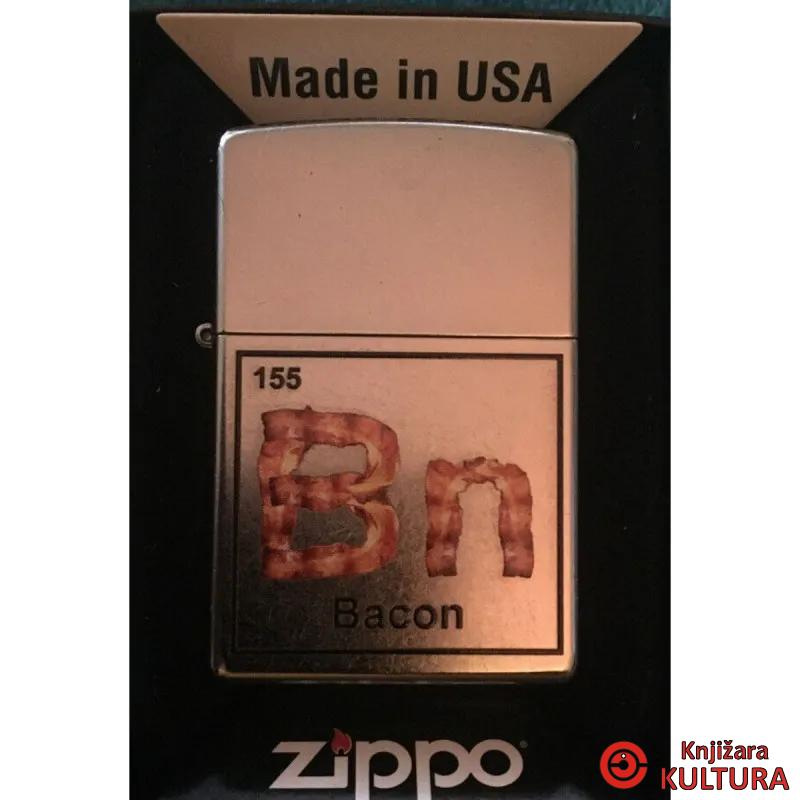 Made in USA
155
Bn
Bacon
zippo
Knjižara
KULTURA